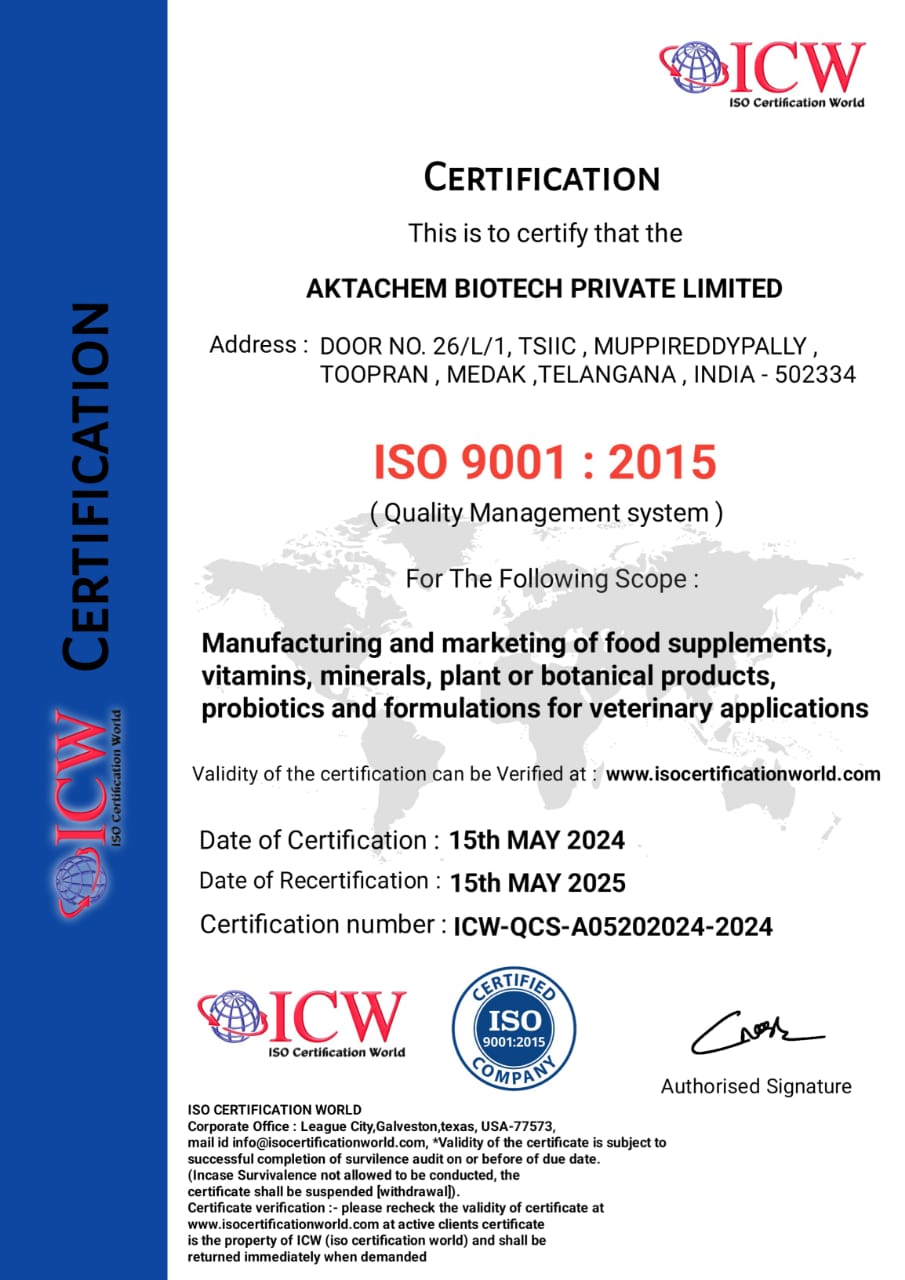 ICW
ISO Certification World
CERTIFICATION
This is to certify that the
AKTACHEM BIOTECH PRIVATE LIMITED
Address : DOOR NO. 26/L/1, TSIIC , MUPPIREDDYPALLY ,
TOOPRAN , MEDAK ,TELANGANA , INDIA - 502334
ISO 9001 : 2015
( Quality Management system )
For The Following Scope :
Manufacturing and marketing of food supplements,
vitamins, minerals, plant or botanical products,
probiotics and formulations for veterinary applications
Validity of the certification can be Verified at : www.isocertificationworld.com
Date of Certification : 15th MAY 2024
Date of Recertification : 15th MAY 2025
Certification number : ICW-QCS-A05202024-2024
CERTIFICATION
ICW
ISO Certification World
ICW
ISO Certification World
CERTIFIED
ISO
9001:2015
COMPANY
Authorised Signature
ISO CERTIFICATION WORLD
Corporate Office : League City,Galveston,texas, USA-77573,
mail id info@isocertificationworld.com, *Validity of the certificate is subject to
successful completion of survilence audit on or before of due date.
(Incase Survivalence not allowed to be conducted, the
certificate shall be suspended [withdrawal]).
Certificate verification :- please recheck the validity of certificate at
www.isocertificationworld.com at active clients certificate
is the property of ICW (iso certification world) and shall be
returned immediately when demanded